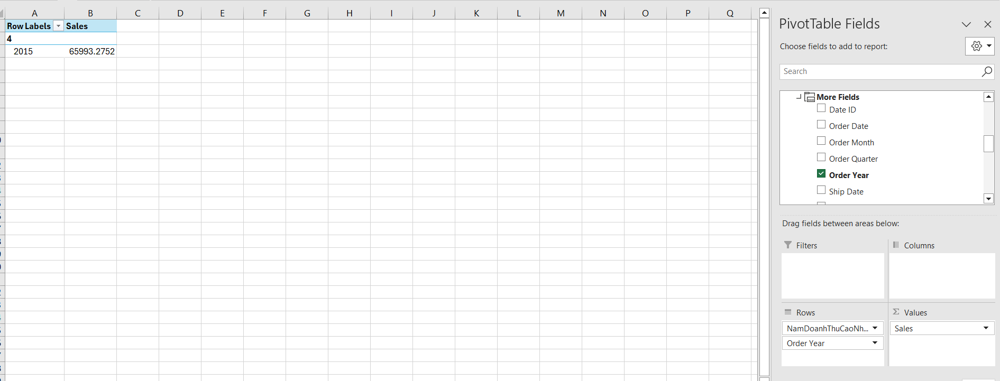 A B C D E F G H I J K L M N O P Q
Row Labels Sales
4
2015 65993.2752
PivotTable Fields
Choose fields to add to report:
Search
More Fields
Date ID
Order Date
Order Month
Order Quarter
Order Year
Ship Date
Drag fields between areas below:
Filters
Columns
Rows
NamDoanhThuCaoNh...
Order Year
Σ Values
Sales